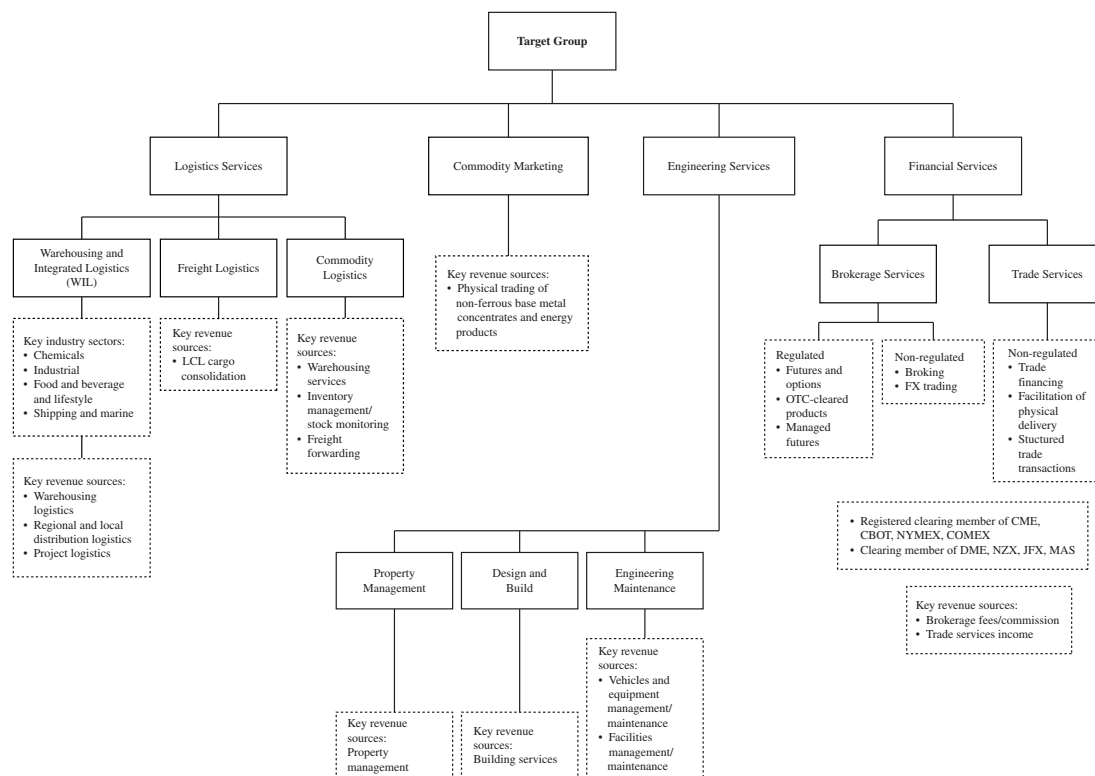 Target Group
Logistics Services
Commodity Marketing
Engineering Services
Financial Services
Warehousing and
Integrated Logistics
(WIL)
Freight Logistics
Commodity
Logistics
Key revenue sources:
• Physical trading of
non-ferrous base metal
concentrates and energy
products
Brokerage Services
Trade Services
Key industry sectors:
• Chemicals
• Industrial
• Food and beverage
and lifestyle
• Shipping and marine
Key revenue
sources:
• LCL cargo
consolidation
Key revenue
sources:
• Warehousing
services
• Inventory
management/
stock monitoring
• Freight
forwarding
Regulated
• Futures and
options
• OTC-cleared
products
• Managed
futures
Non-regulated
• Broking
• FX trading
Non-regulated
• Trade
financing
• Facilitation of
physical
delivery
• Stuctured
trade
transactions
Key revenue sources:
• Warehousing
logistics
• Regional and local
distribution logistics
• Project logistics
• Registered clearing member of CME,
CBOT, NYMEX, COMEX
• Clearing member of DME, NZX, JFX, MAS
Property
Management
Design and
Build
Engineering
Maintenance
Key revenue sources:
• Brokerage fees/commission
• Trade services income
Key revenue
sources:
Property
management
Key revenue
sources:
Building services
Key revenue
sources:
• Vehicles and
equipment
management/
maintenance
• Facilities
management/
maintenance